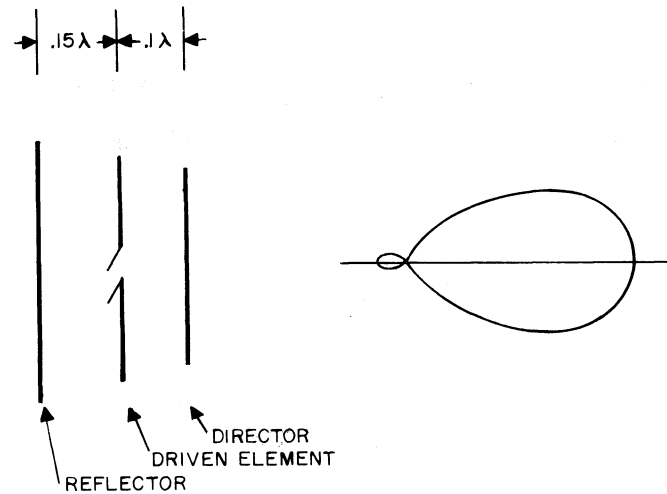 .15λ
.1λ
DIRECTOR
DRIVEN ELEMENT
REFLECTOR